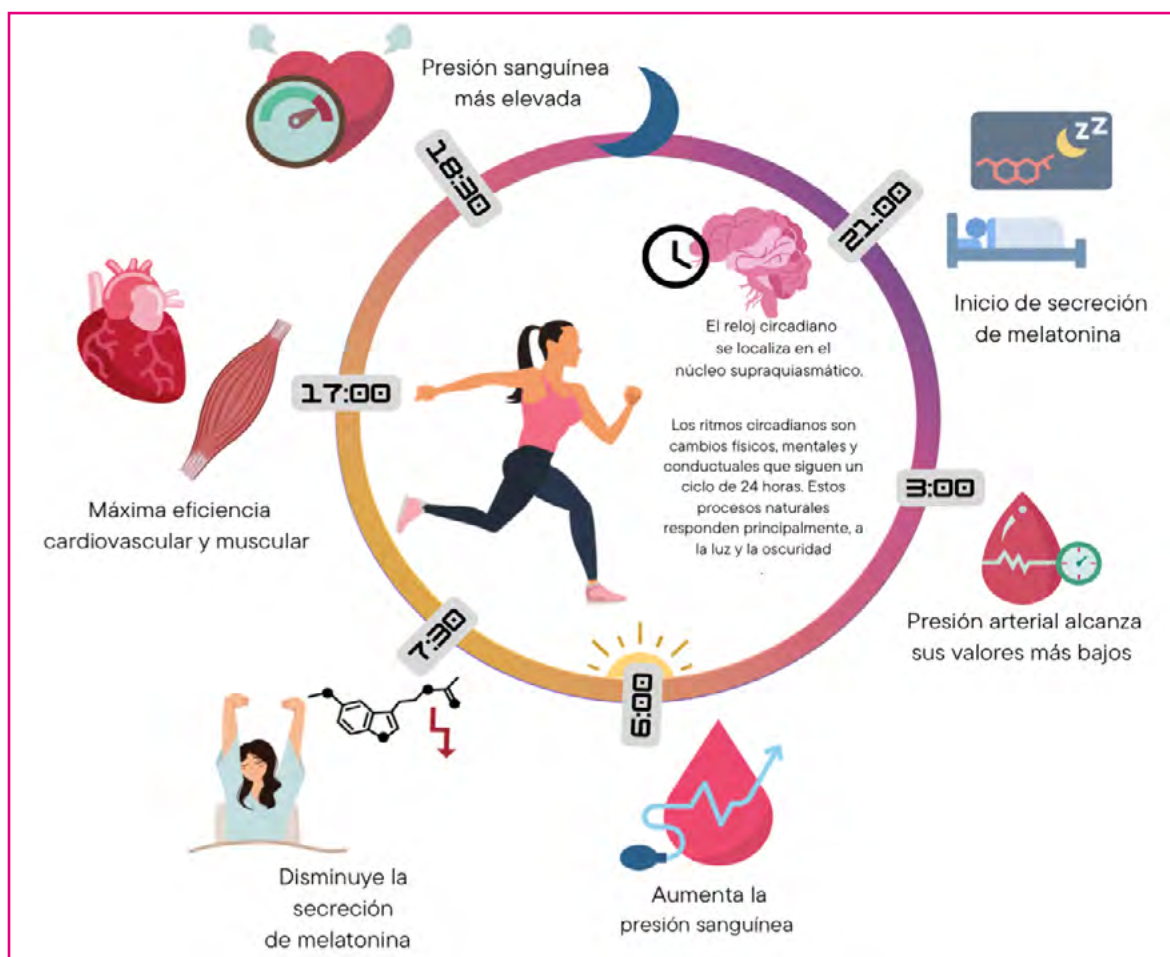 Presión sanguínea
más elevada
18:30
21:00
zz
Inicio de secreción
de melatonina
El reloj circadiano
se localiza en el
núcleo supraquiasmático.
17:00
Los ritmos circadianos son
cambios físicos, mentales y
conductuales que siguen un
ciclo de 24 horas. Estos
procesos naturales
responden principalmente, a
la luz y la oscuridad
.
3:00
Máxima eficiencia
cardiovascular y muscular
Presión arterial alcanza
sus valores más bajos
7:30
6:00
Disminuye la
secreción
de melatonina
Aumenta la
presión sanguínea